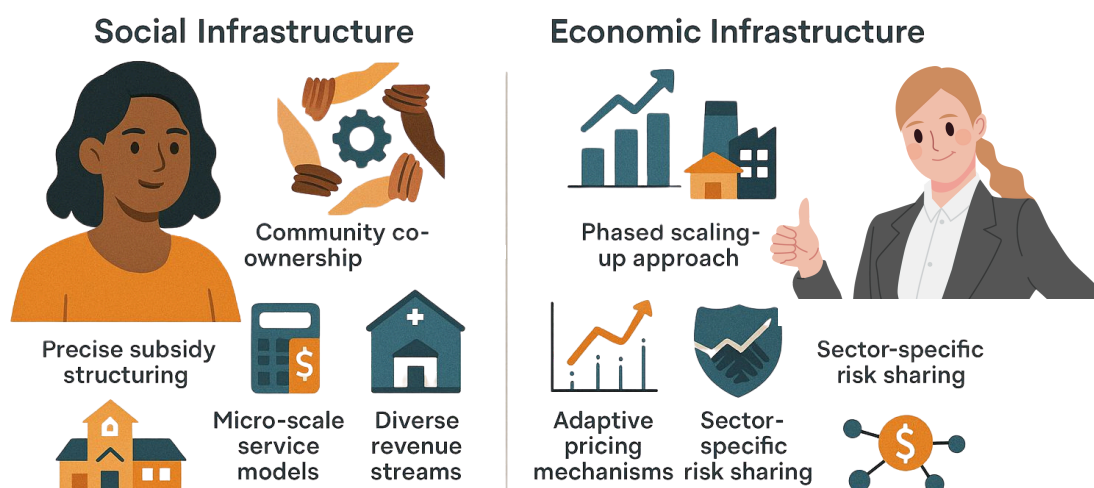 Social Infrastructure
Community co-
ownership
Precise subsidy
structuring
$
Micro-scale
service
models
Diverse
revenue
streams
Economic Infrastructure
Phased scaling-
up approach
Adaptive
pricing
mechanisms
Sector-
specific
risk sharing
Sector-specific
risk sharing
$